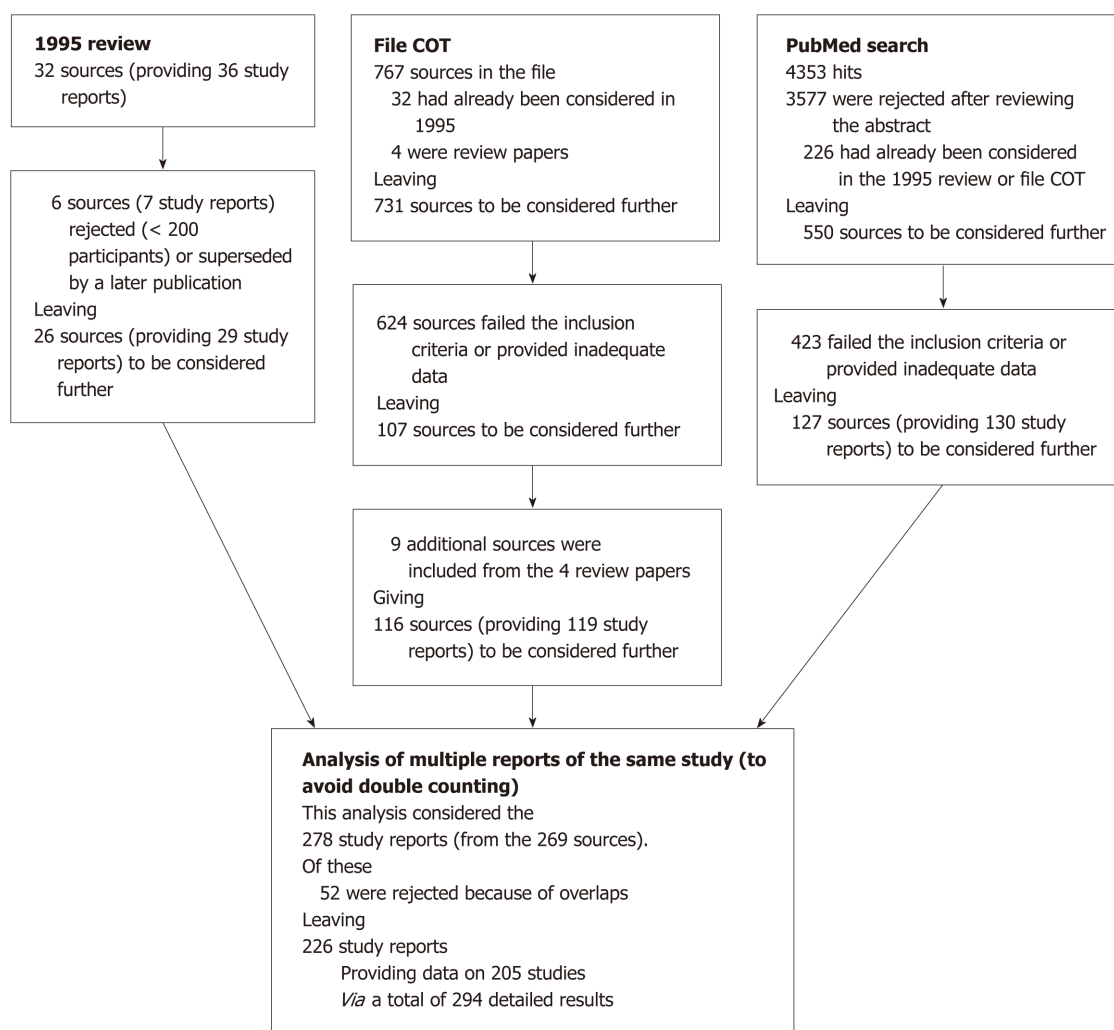 1995 review
32 sources (providing 36 study
reports)
6 sources (7 study reports)
rejected (< 200
participants) or superseded
by a later publication
Leaving
26 sources (providing 29 study
reports) to be considered
further
File COT
767 sources in the file
32 had already been considered in
1995
4 were review papers
Leaving
731 sources to be considered further
624 sources failed the inclusion
criteria or provided inadequate
data
Leaving
107 sources to be considered further
9 additional sources were
included from the 4 review papers
Giving
116 sources (providing 119 study
reports) to be considered further
PubMed search
4353 hits
3577 were rejected after reviewing
the abstract
226 had already been considered
in the 1995 review or file COT
Leaving
550 sources to be considered further
423 failed the inclusion criteria or
provided inadequate data
Leaving
127 sources (providing 130 study
reports) to be considered further
Analysis of multiple reports of the same study (to
avoid double counting)
This analysis considered the
278 study reports (from the 269 sources).
Of these
52 were rejected because of overlaps
Leaving
226 study reports
Providing data on 205 studies
Via a total of 294 detailed results